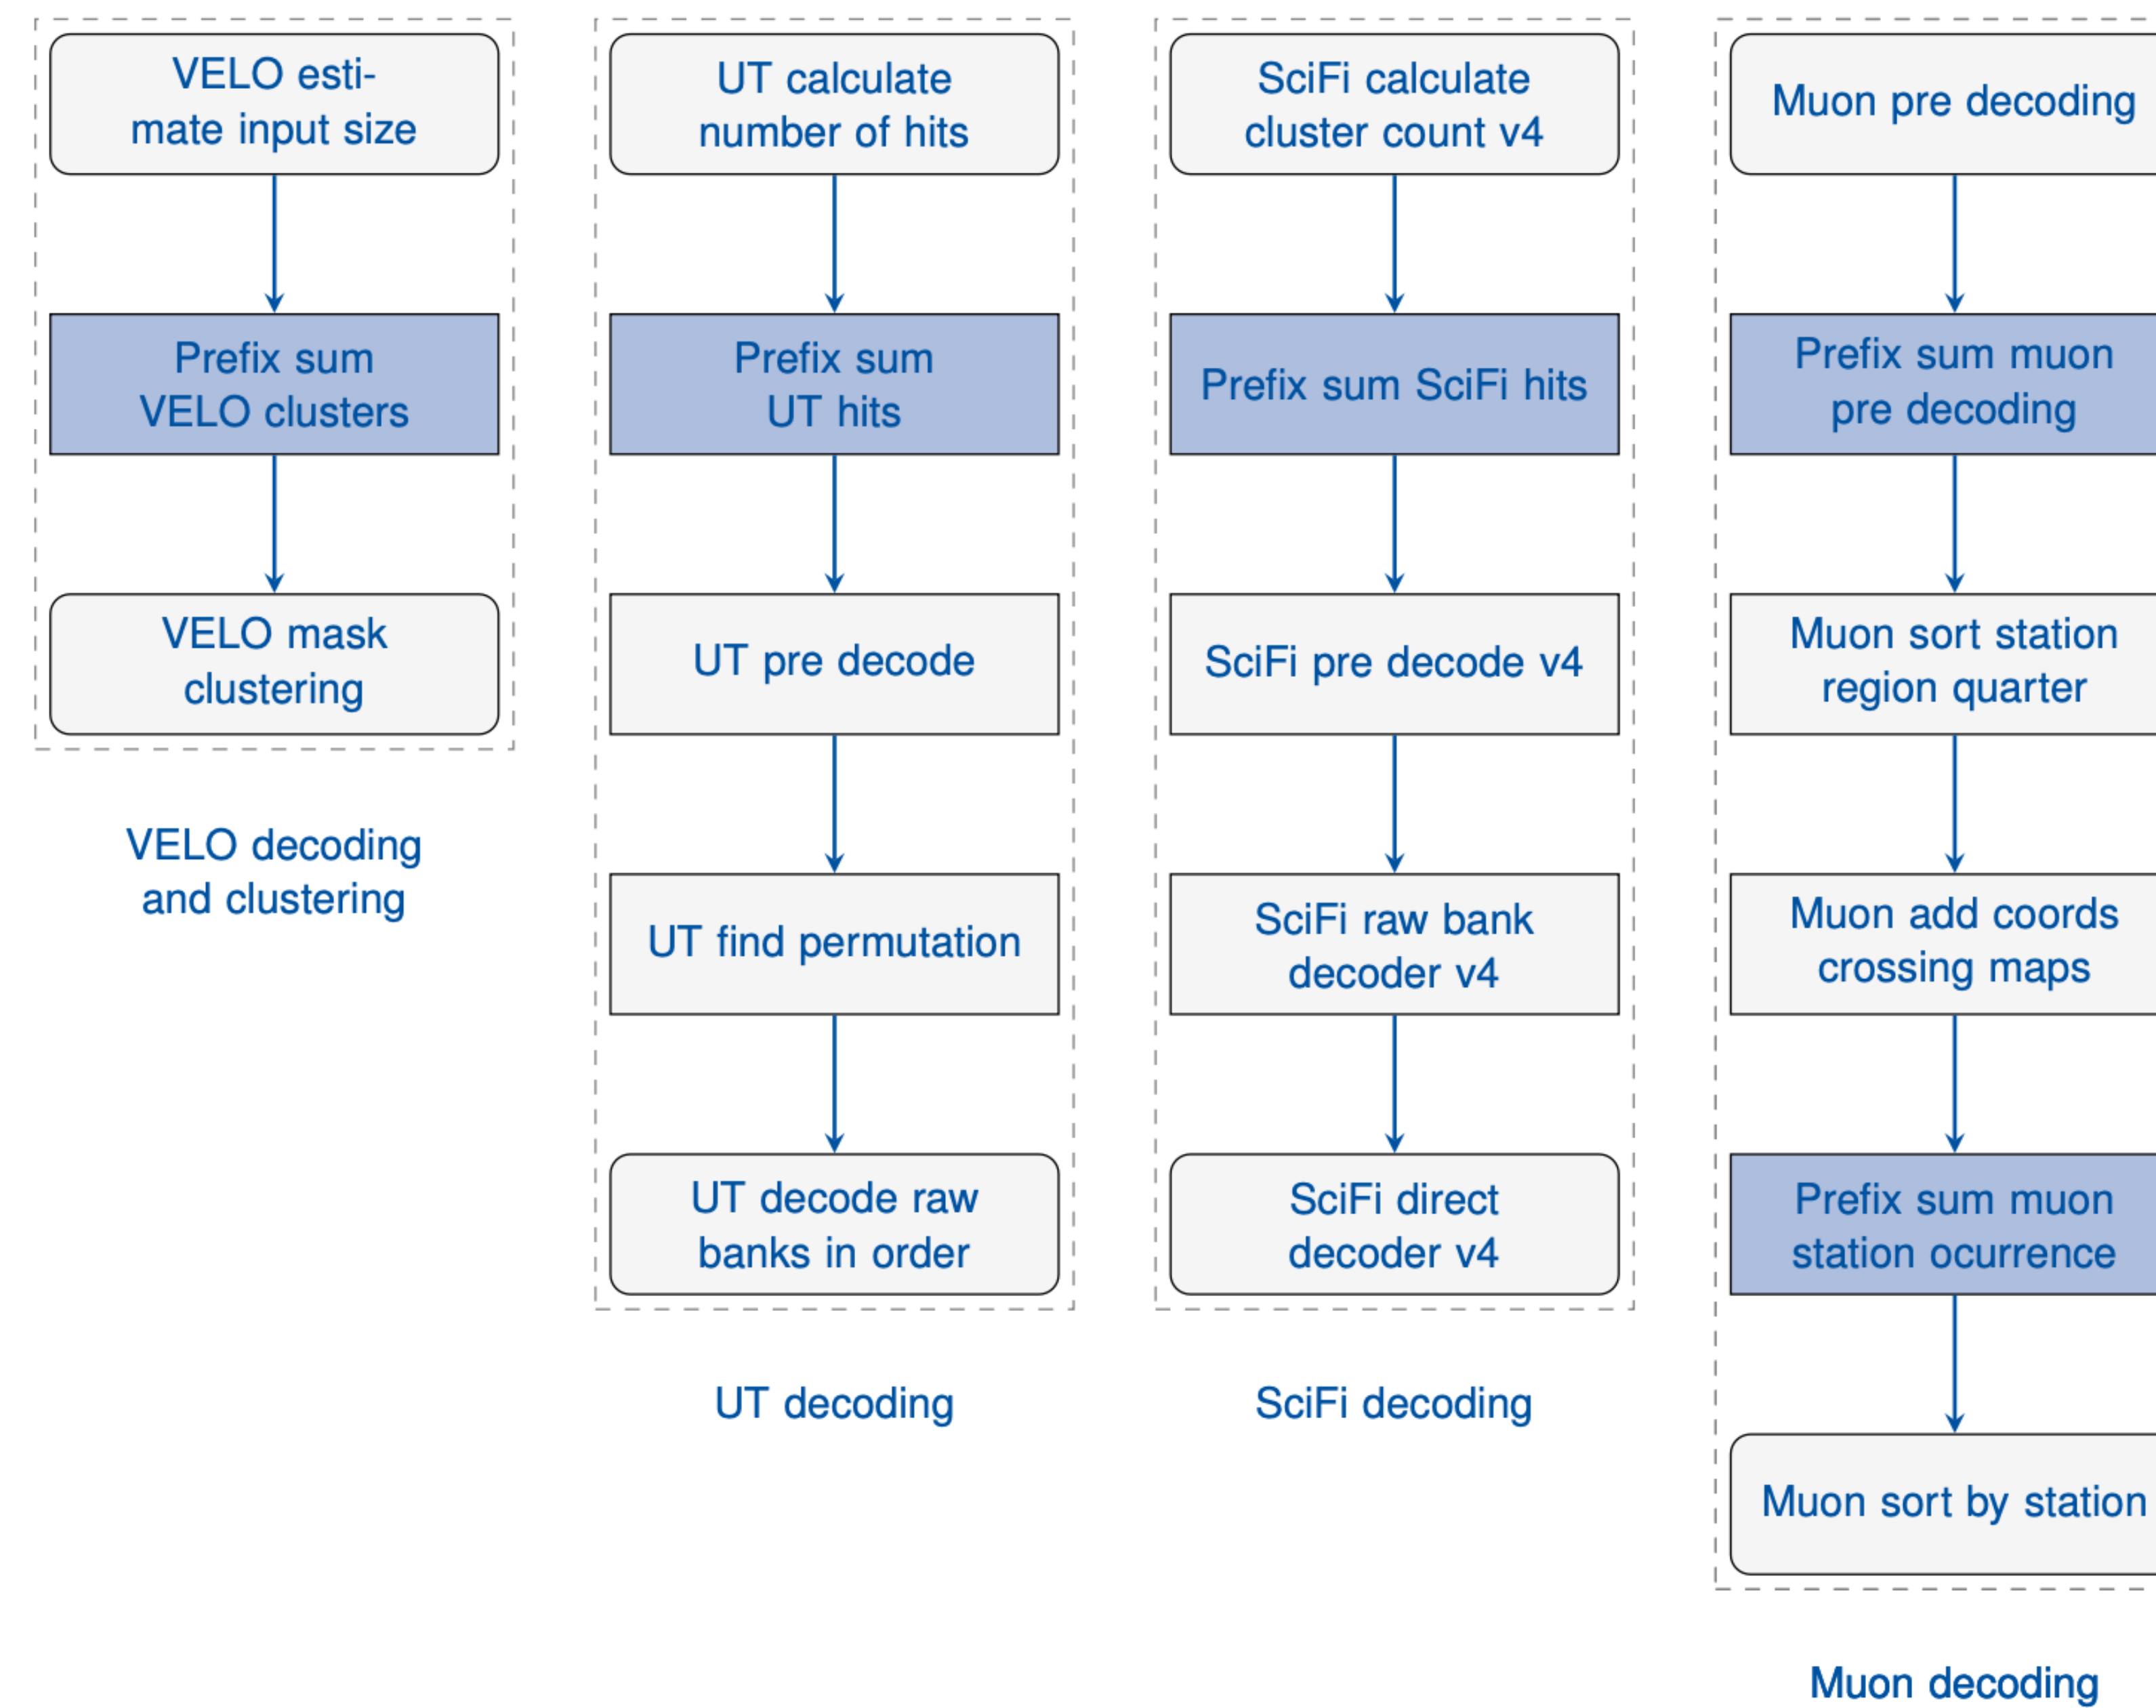 VELO esti-
mate input size
Prefix sum
VELO clusters
VELO mask
clustering
VELO decoding
and clustering
UT calculate
number of hits
Prefix sum
UT hits
UT pre decode
UT find permutation
UT decode raw
banks in order
UT decoding
SciFi calculate
cluster count v4
Prefix sum SciFi hits
SciFi pre decode v4
SciFi raw bank
decoder v4
SciFi direct
decoder v4
SciFi decoding
Muon pre decoding
Prefix sum muon
pre decoding
Muon sort station
region quarter
Muon add coords
crossing maps
Prefix sum muon
station ocurrence
Muon sort by station
Muon decoding